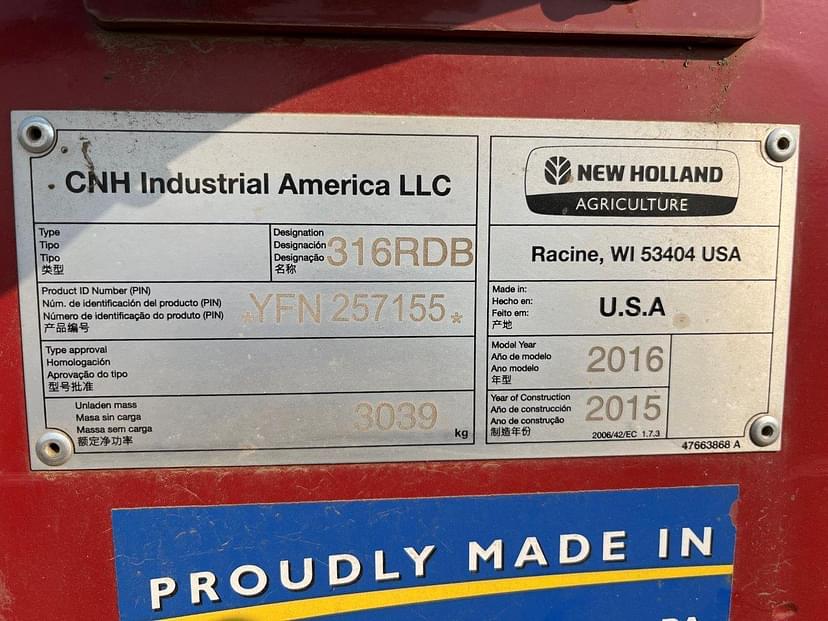 CNH Industrial America LLC
NEW HOLLAND
AGRICULTURE
Type
Tipo
Tipo
类型
Designation
Designación
Designação
名称
316RDB
Racine, WI 53404 USA
Product ID Number (PIN)
Núm. de identificación del producto (PIN)
Número de identificação do produto (PIN)
产品编号
*YFN 257155*
Made in:
Hecho en:
Feito em:
产地
U.S.A
Type approval
Homologación
Aprovação do tipo
型号批准
Model Year
Año de modelo
Ano modelo
年型
2016
Unladen mass
Masa sin carga
Massa sem carga
额定净功率
3039
kg
Year of Construction
Año de construcción
Ano de construção
制造年份
2015
2006/42/EC 1.7.3
47663868 A
PROUDLY MADE IN